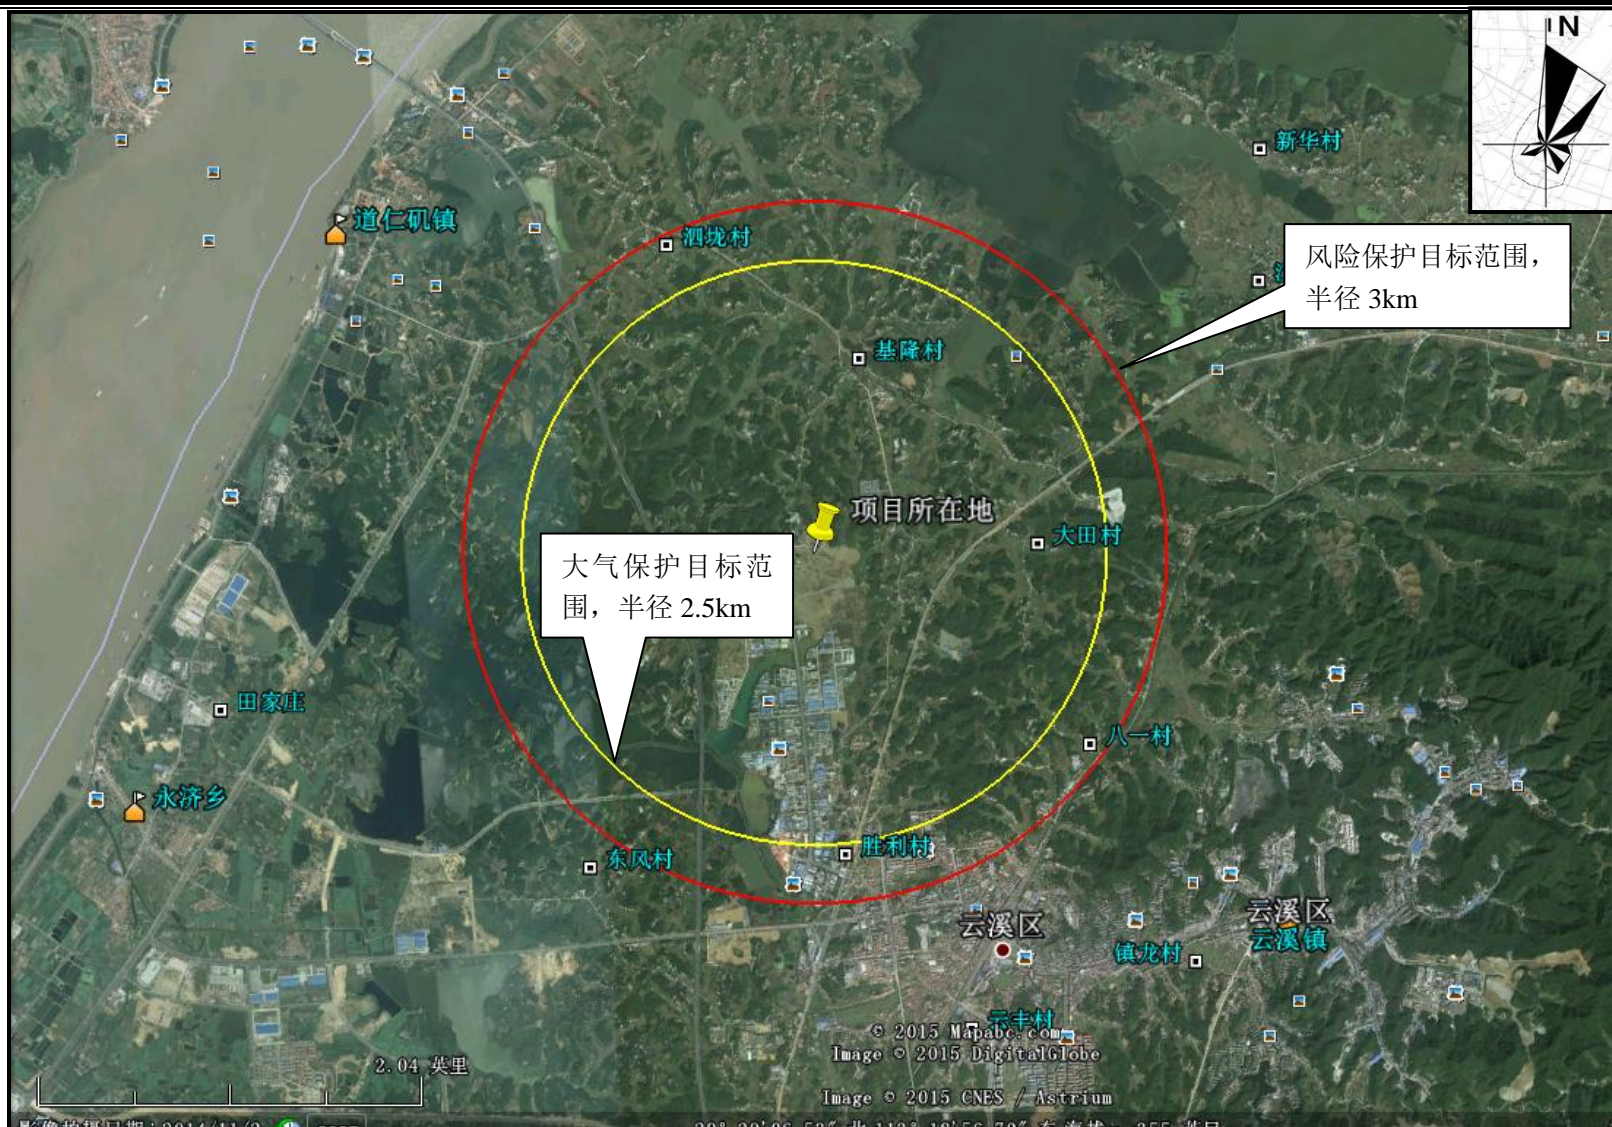 N
新华村
道仁矶镇
泗垅村
风险保护目标范围，
半径 3km
基隆村
项目所在地
大田村
大气保护目标范
围，半径 2.5km
田家庄
八一村
永济乡
胜利村
东风村
云溪区
云溪区
云溪镇
镇龙村
云丰村
© 2015 Mapabc.com
Image © 2015 DigitalGlobe
2.04 英里
Image © 2015 CNES / Astrium